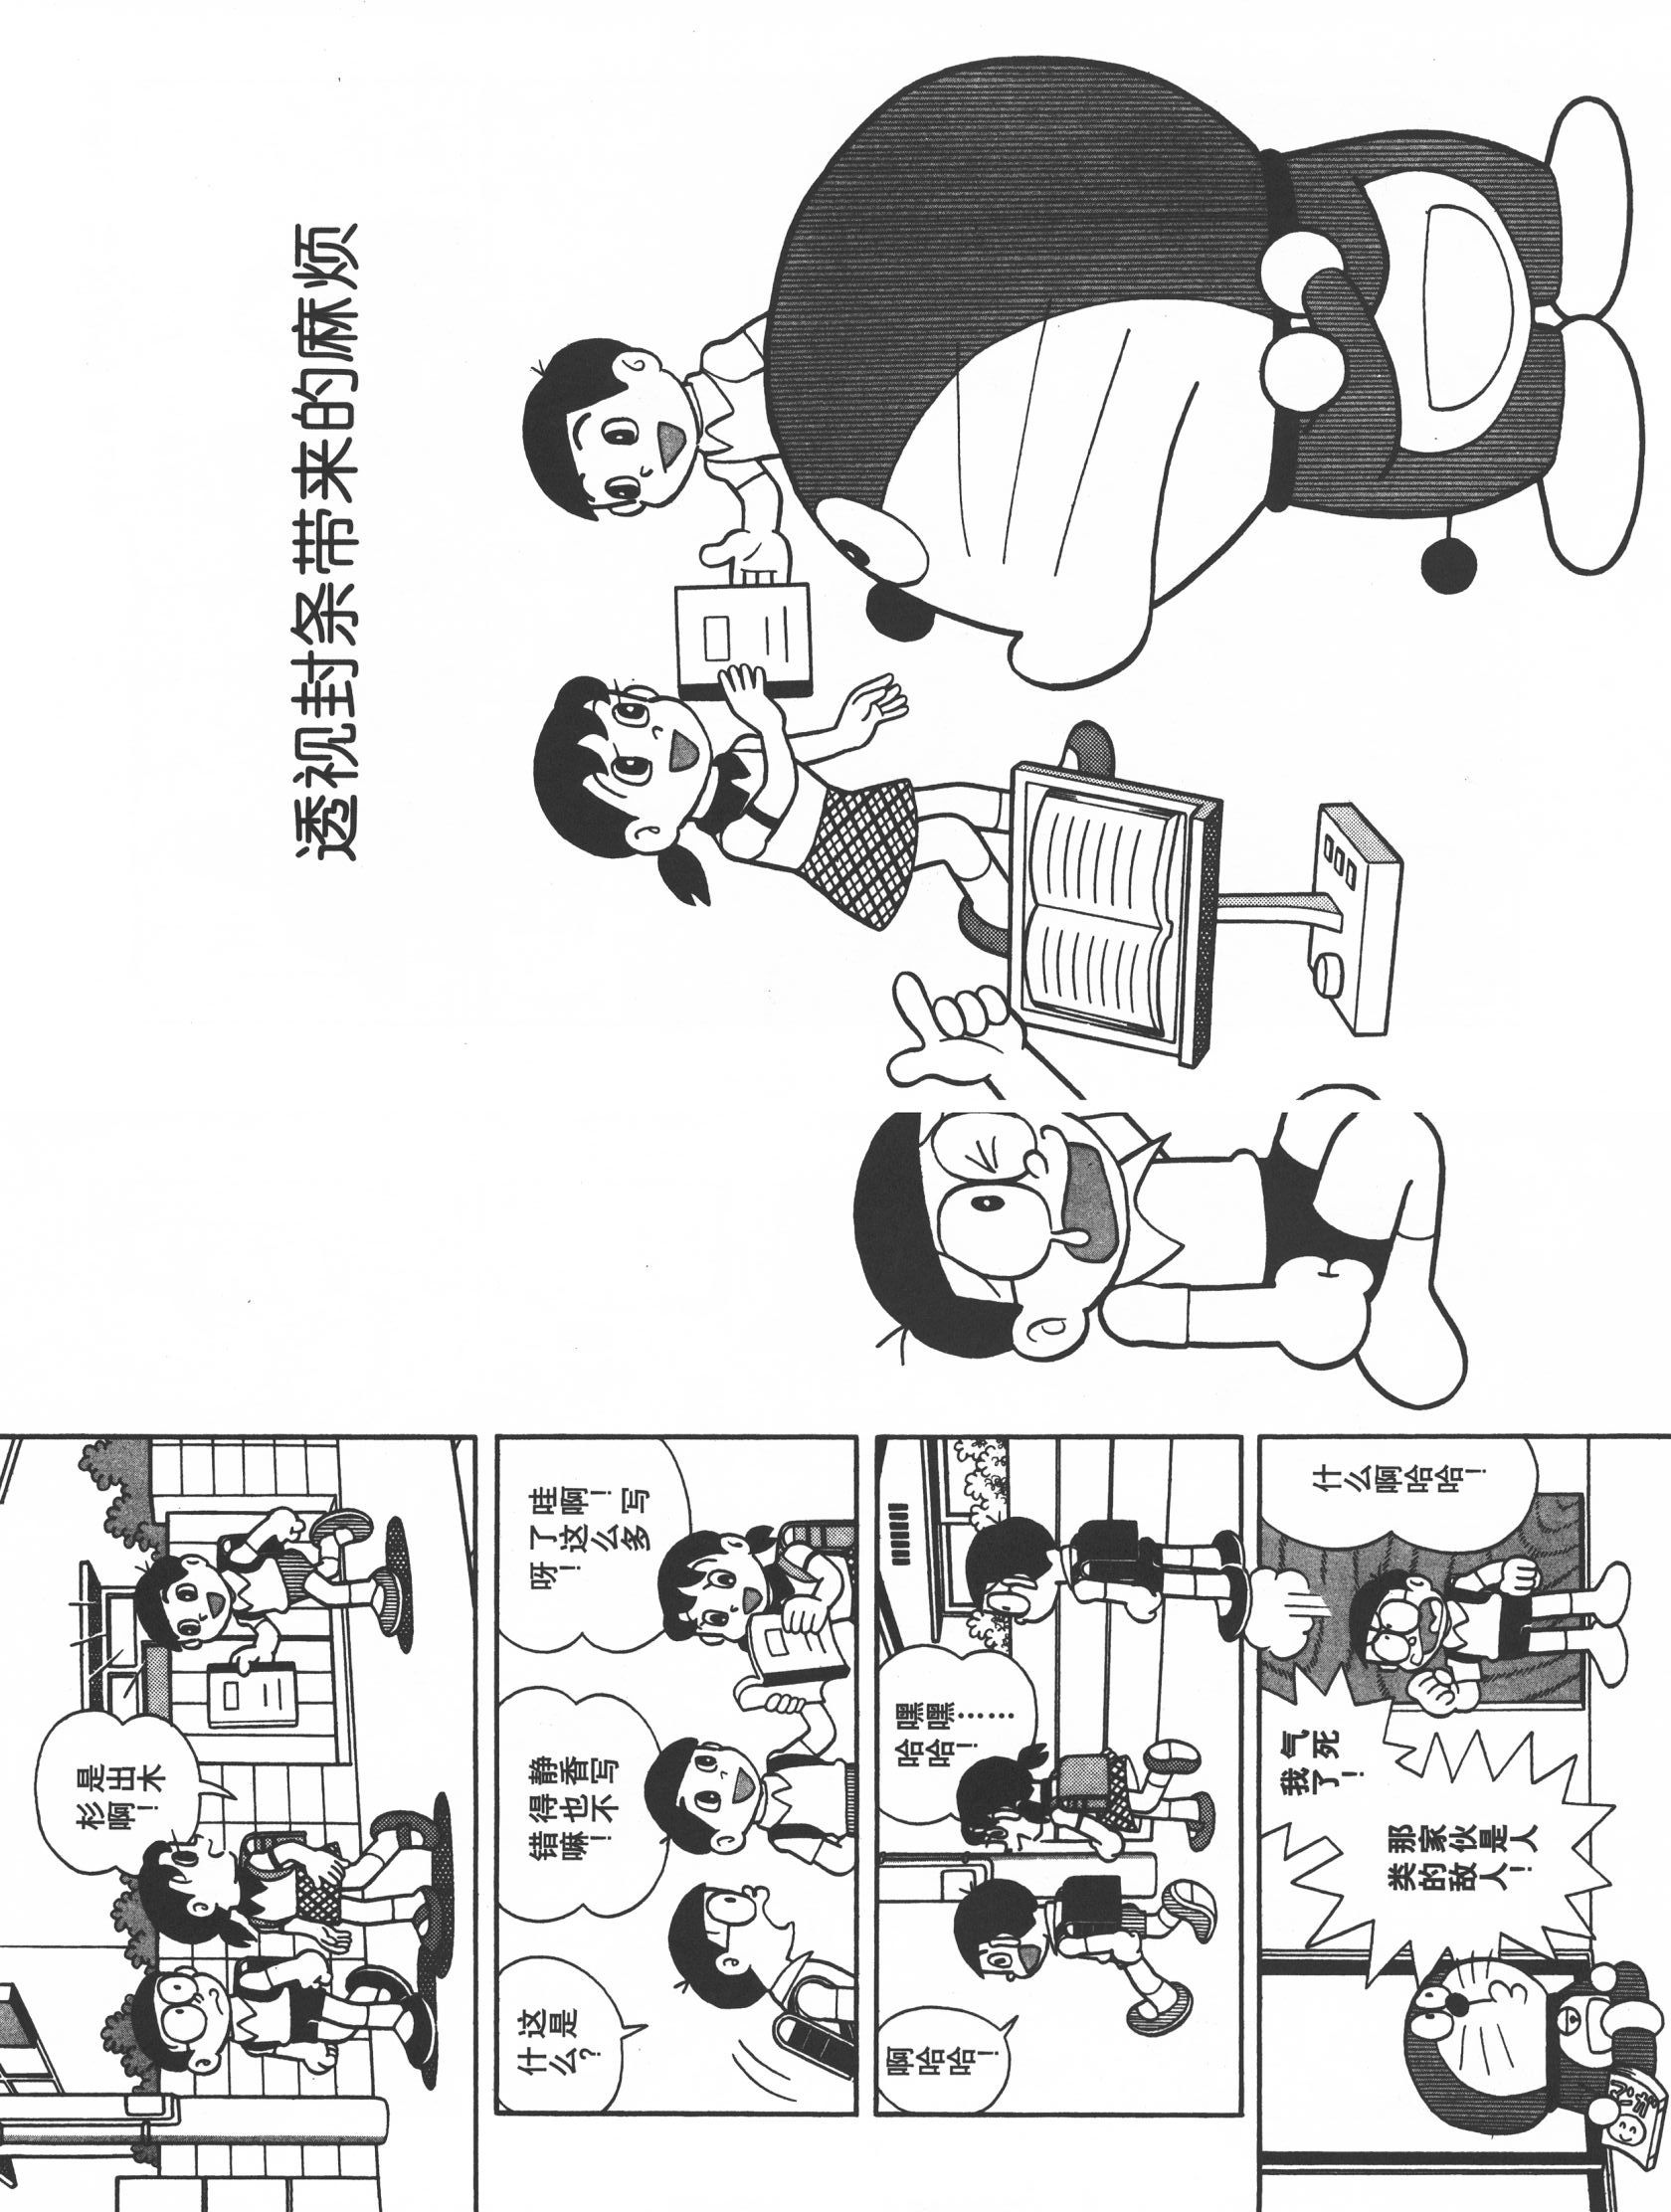 透视封条带来的麻烦
是出木
杉啊！
哇啊！写
了这么多
呀！
静香写
得也不
错嘛！
这是
什么？
嘿嘿……
哈哈！
啊哈哈！
什么啊哈哈！
气死
我了！
那家伙是人
类的敌人！